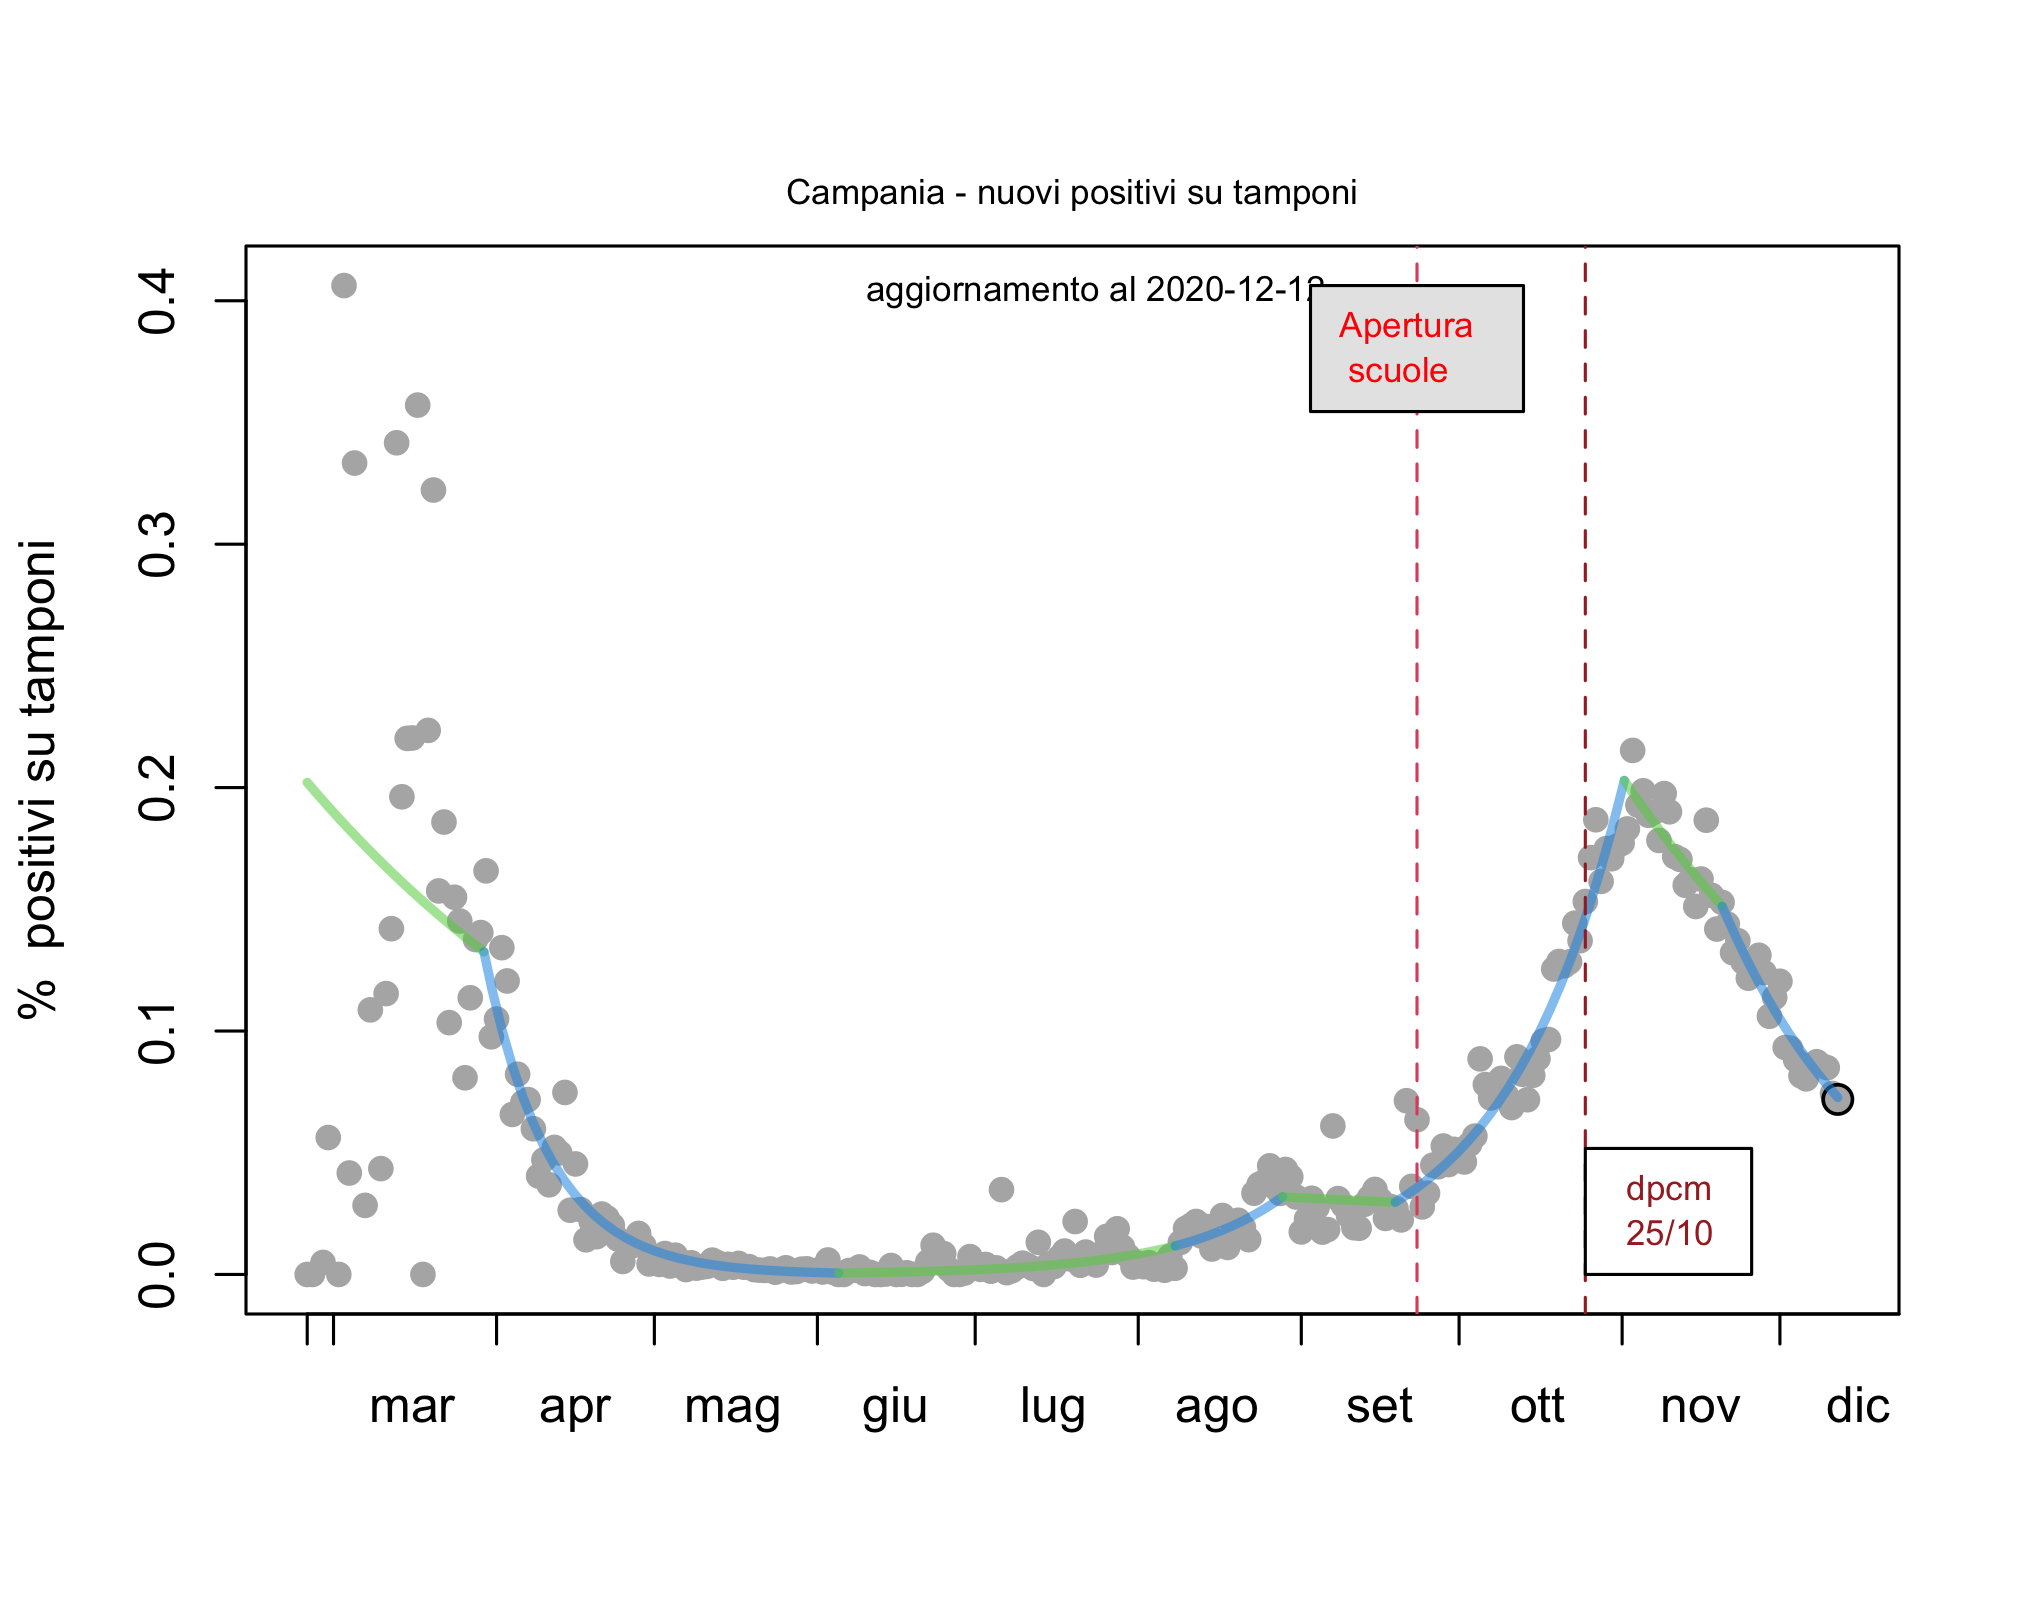 Campania - nuovi positivi su tamponi
aggiornamento al 2020-12-12
Apertura
scuole
% positivi su tamponi
0.4
0.3
0.2
0.1
0.0
dpcm
25/10
mar apr mag giu lug ago set ott nov dic